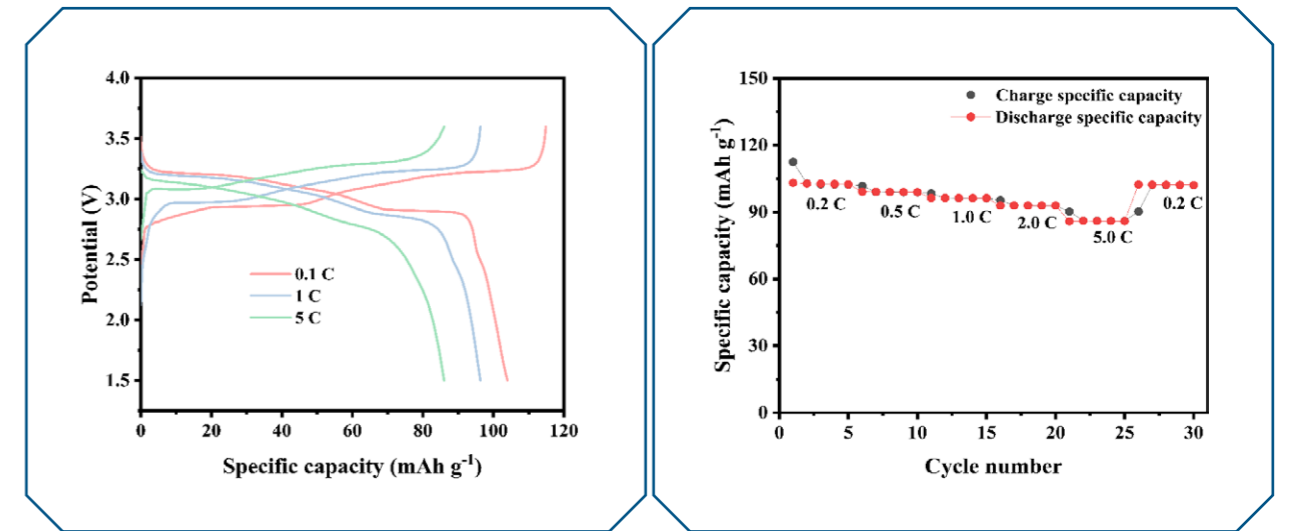 4.0
3.5
3.0
2.5
2.0
1.5
Potential (V)
0.1 C
1 C
5 C
0 20 40 60 80 100 120
Specific capacity (mAh g⁻¹)
150
120
90
60
30
0
Specific capacity (mAh g⁻¹)
Charge specific capacity
Discharge specific capacity
0.2 C
0.5 C
1.0 C
2.0 C
5.0 C
0.2 C
0 5 10 15 20 25 30
Cycle number